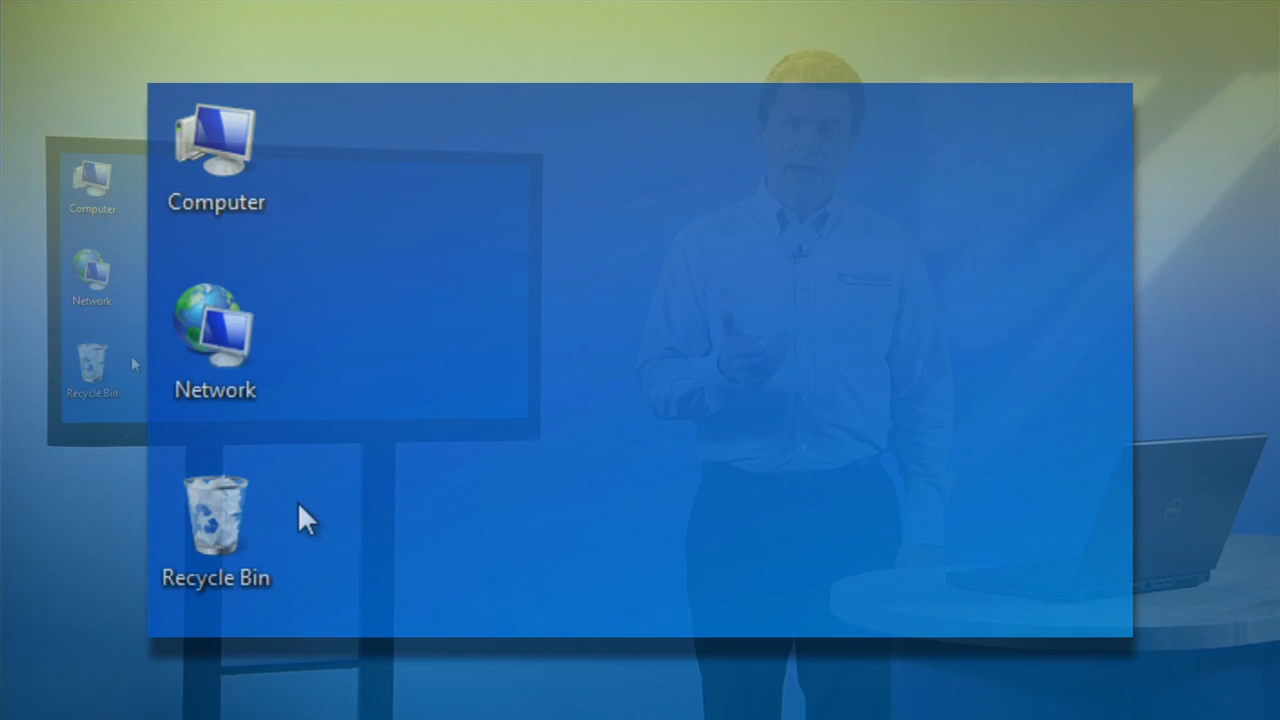 Computer
Network
Recycle Bin
Computer
Network
Recycle Bin